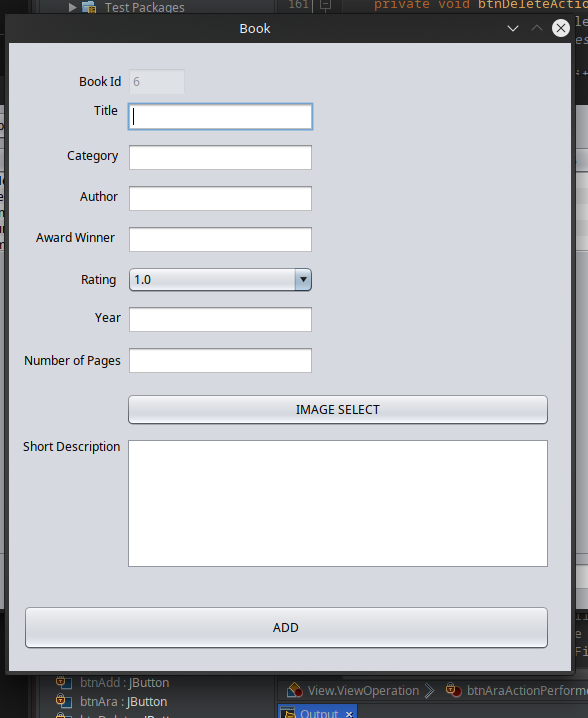 Test Packages
161
private void btnDeleteActio
Book
Book Id
6
Title
Category
Author
Award Winner
Rating
1.0
Year
Number of Pages
IMAGE SELECT
Short Description
ADD
btnAdd : JButton
View.ViewOperation
btnAraActionPerforme
btnAra : JButton
Output